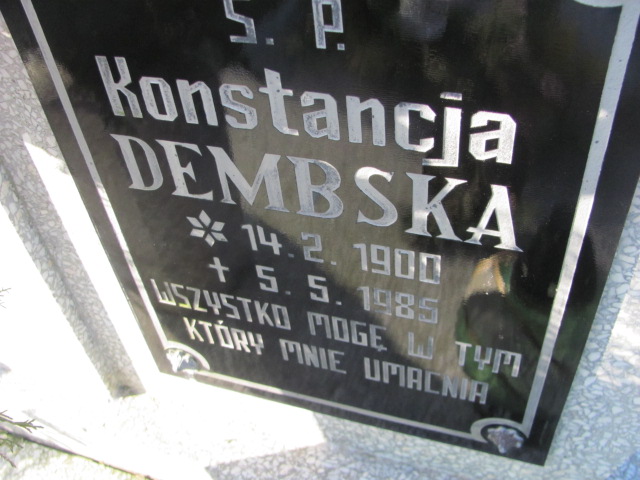 Ś. P.
Konstancja
DEMBSKA
* 14. 2. 1900
+ 5. 5. 1985
WSZYSTKO MOGĘ W TYM
KTÓRY MNIE UMACNIA